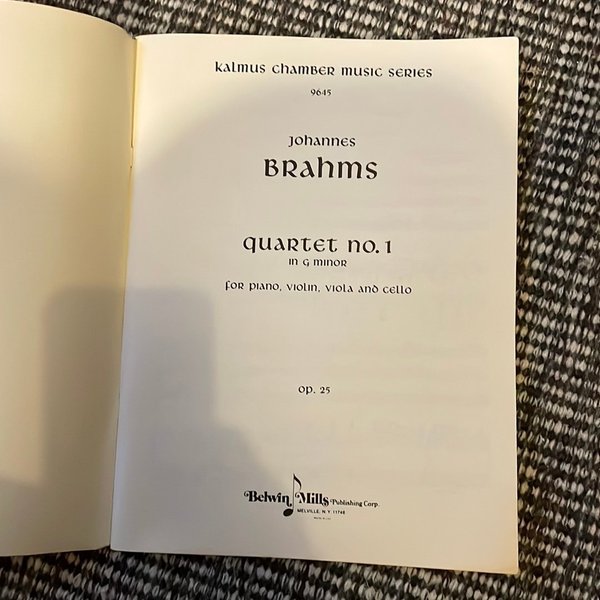 Kalmus Chamber Music Series
9645
Johannes
Brahms
Quartet No. 1
in G minor
for piano, violin, viola and cello
op. 25
Belwin Mills Publishing Corp.
MELVILLE, N.Y. 11746